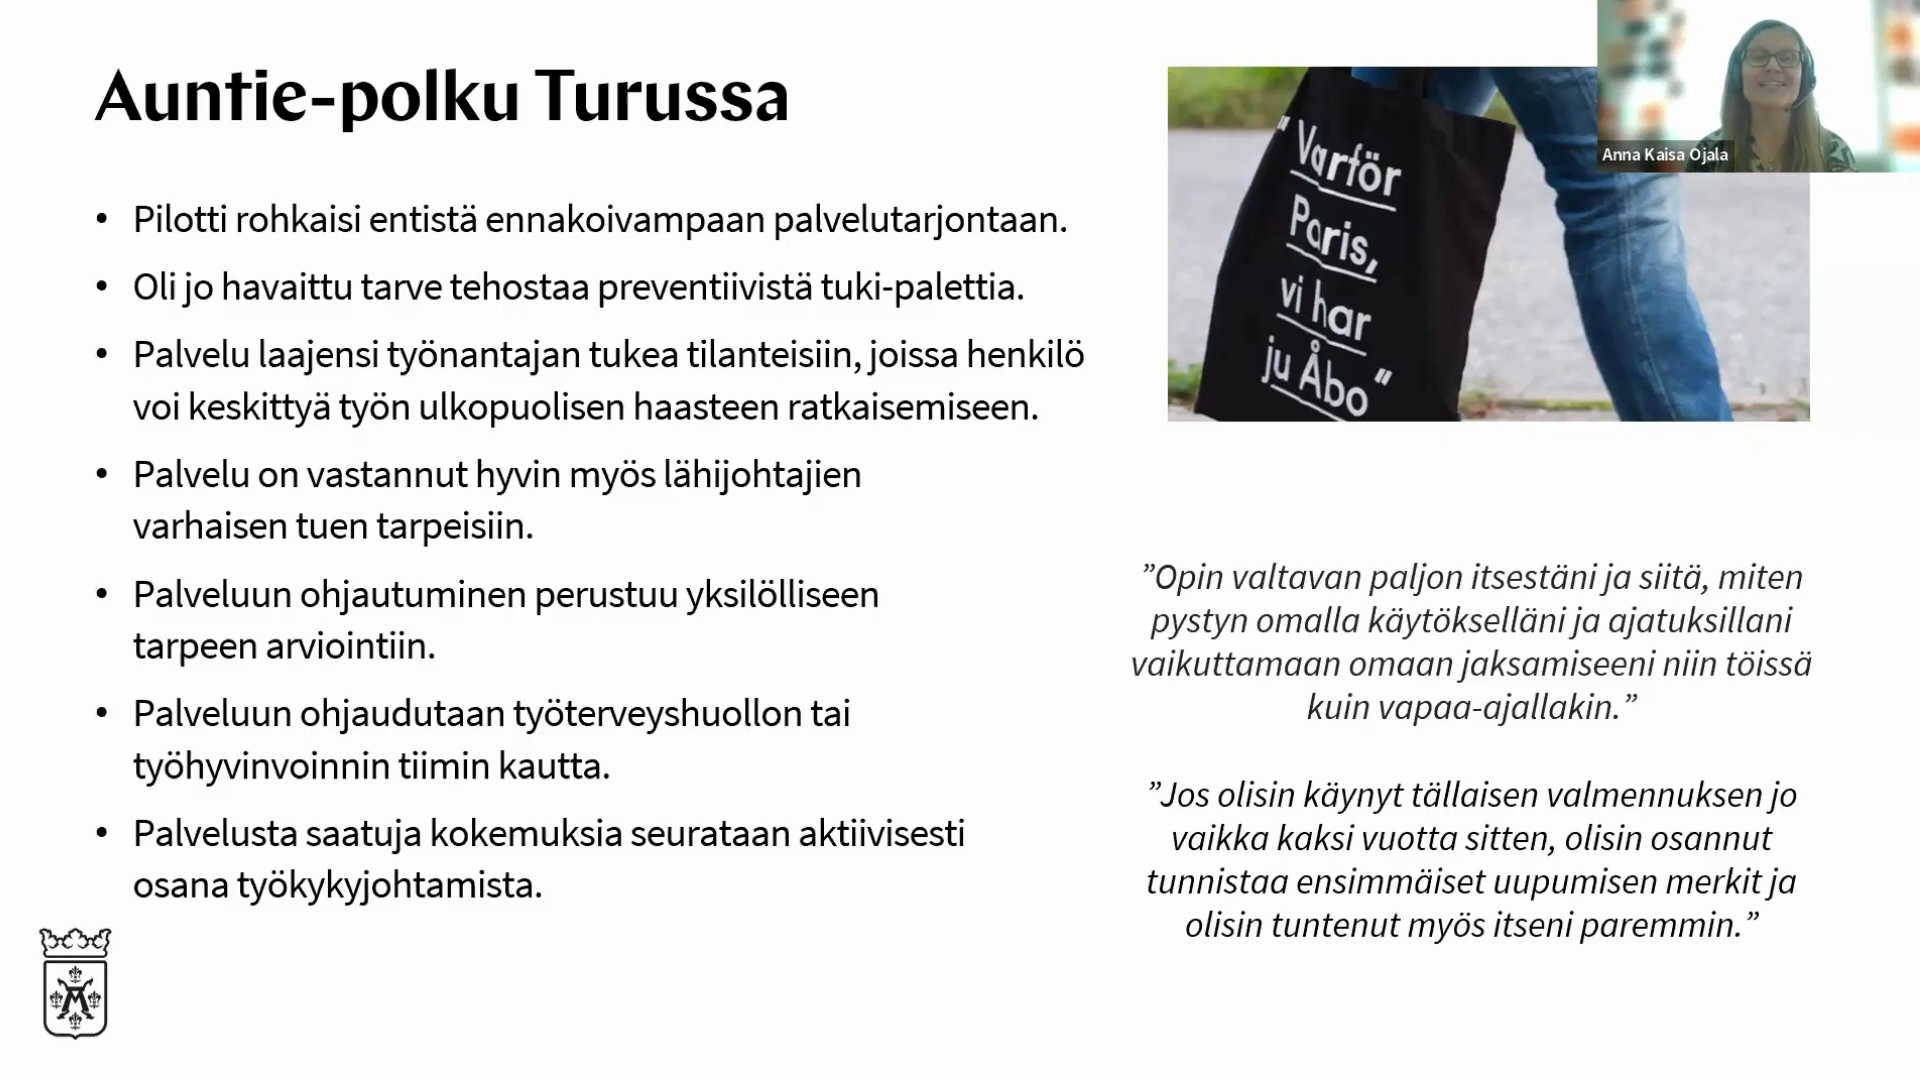 Auntie-polku Turussa
• Pilotti rohkaisi entistä ennakoivampaan palvelutarjontaan.
• Oli jo havaittu tarve tehostaa preventiivistä tuki-palettia.
• Palvelu laajensi työnantajan tukea tilanteisiin, joissa henkilö
voi keskittyä työn ulkopuolisen haasteen ratkaisemiseen.
• Palvelu on vastannut hyvin myös lähijohtajien
varhaisen tuen tarpeisiin.
• Palveluun ohjautuminen perustuu yksilölliseen
tarpeen arviointiin.
• Palveluun ohjaudutaan työterveyshuollon tai
työhyvinvoinnin tiimin kautta.
• Palvelusta saatuja kokemuksia seurataan aktiivisesti
osana työkykyjohtamista.
"Varför
Paris,
vi har
ju Åbo"
Anna Kaisa Ojala
”Opin valtavan paljon itsestäni ja siitä, miten
pystyn omalla käytökselläni ja ajatuksillani
vaikuttamaan omaan jaksamiseeni niin töissä
kuin vapaa-ajallakin.”
”Jos olisin käynyt tällaisen valmennuksen jo
vaikka kaksi vuotta sitten, olisin osannut
tunnistaa ensimmäiset uupumisen merkit ja
olisin tuntenut myös itseni paremmin.”